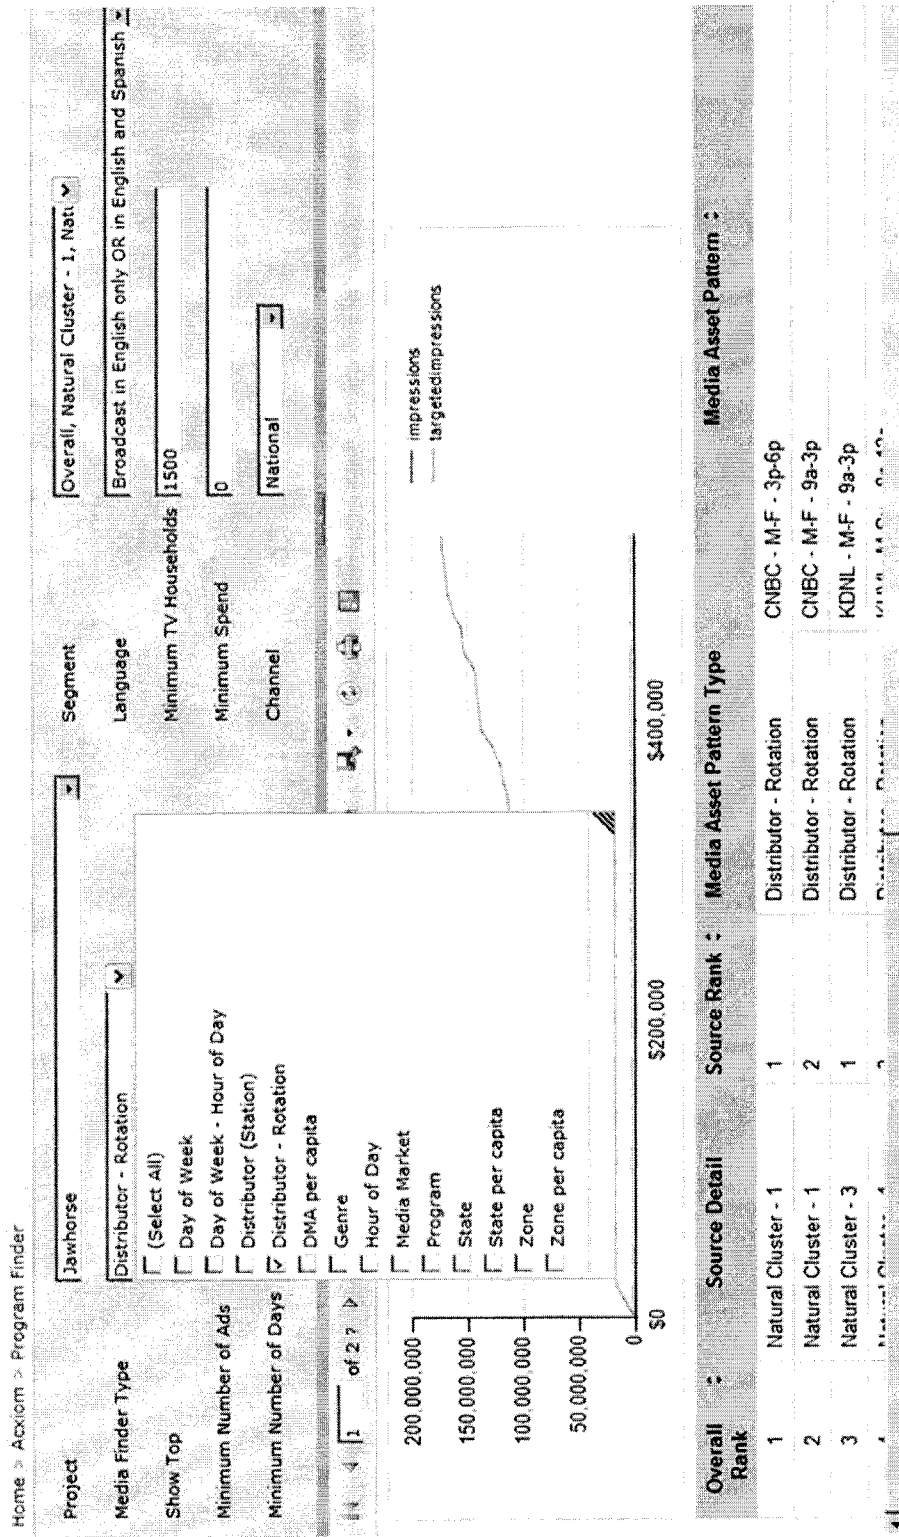 Home > Acxiom > Program Finder
Project Jawhorse Segment Overall, Natural Cluster - 1, Natu
Media Finder Type Distributor - Rotation Language Broadcast in English only OR in English and Spanish
Show Top Minimum TV Households 1500
Minimum Number of Ads Minimum Spend 0
Minimum Number of Days Channel National
(Select All)
Day of Week
Day of Week - Hour of Day
Distributor (Station)
Distributor - Rotation
DMA per capita
Genre
Hour of Day
Media Market
Program
State
State per capita
Zone
Zone per capita
1 of 2 ?
impressions
targetedimpressions
200,000,000
150,000,000
100,000,000
50,000,000
0
$0 $200,000 $400,000
Overall Rank Source Detail Source Rank Media Asset Pattern Type Media Asset Pattern
1 Natural Cluster - 1 1 Distributor - Rotation CNBC - M-F - 3p-6p
2 Natural Cluster - 1 2 Distributor - Rotation CNBC - M-F - 9a-3p
3 Natural Cluster - 3 1 Distributor - Rotation KDNL - M-F - 9a-3p